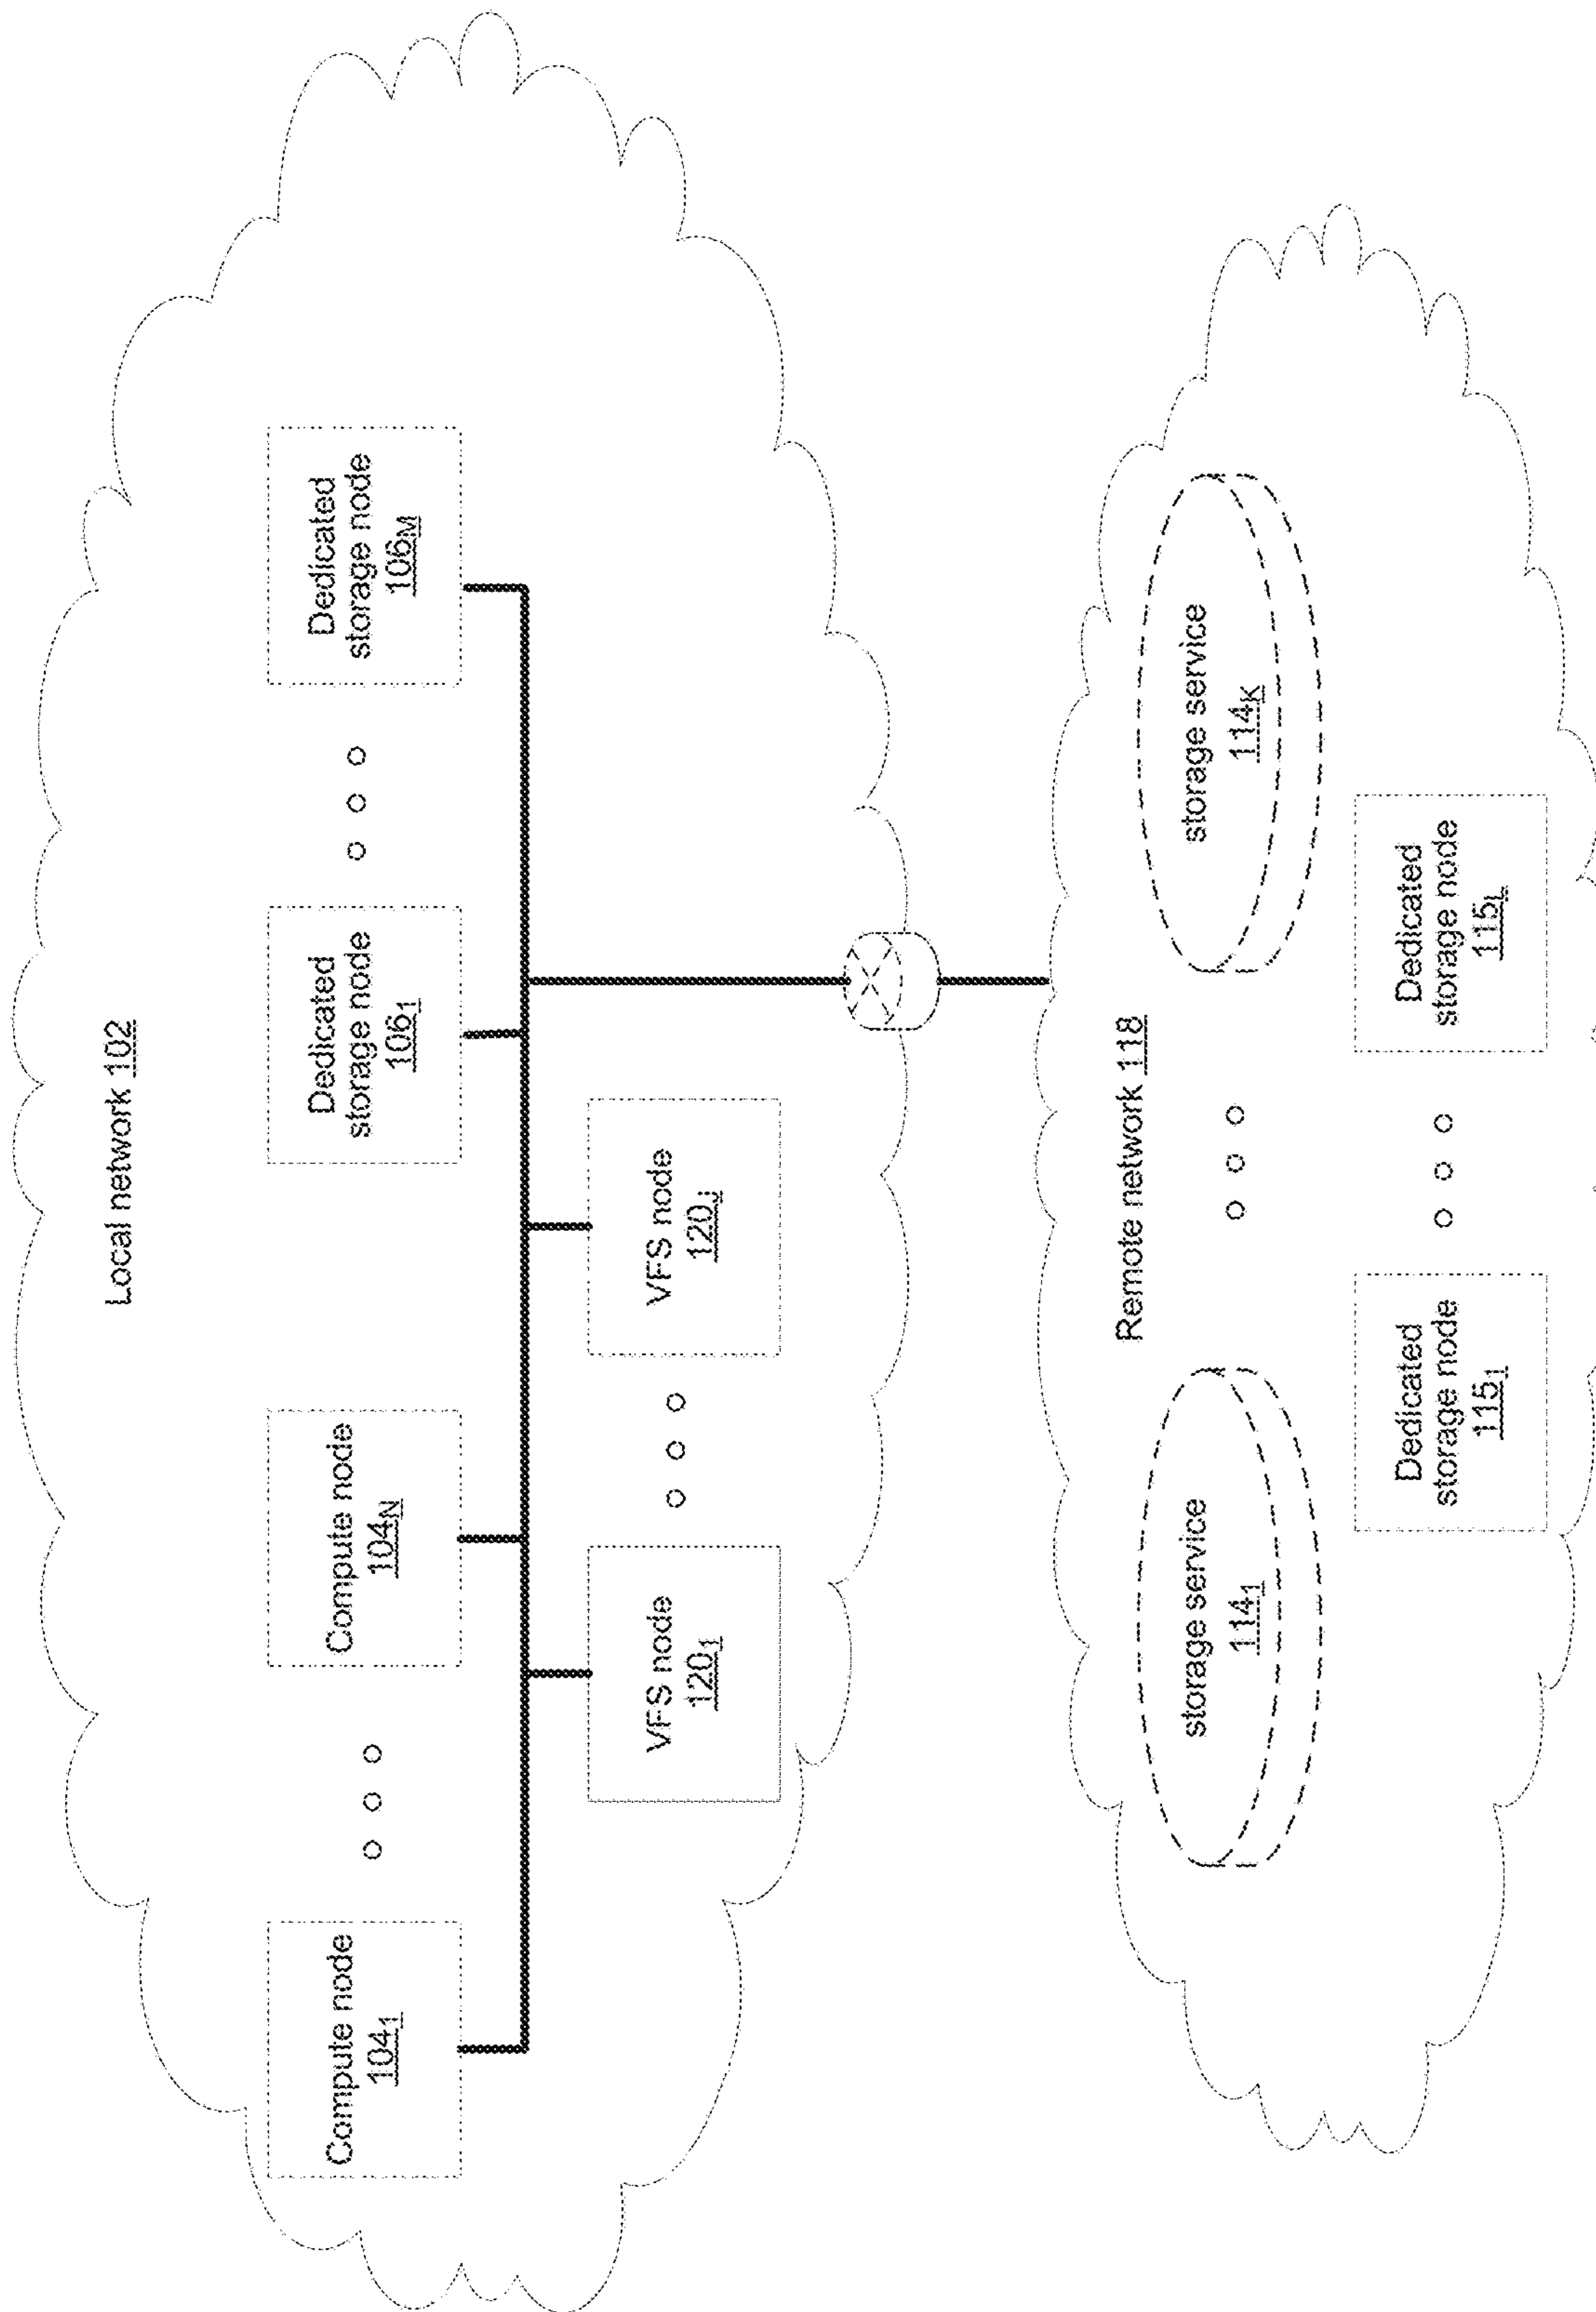 Local network 102
Compute node
104₁
Compute node
104N
Dedicated
storage node
106₁
Dedicated
storage node
106M
VFS node
120₁
VFS node
120J
Remote network 118
storage service
114₁
storage service
114K
Dedicated
storage node
115₁
Dedicated
storage node
115L